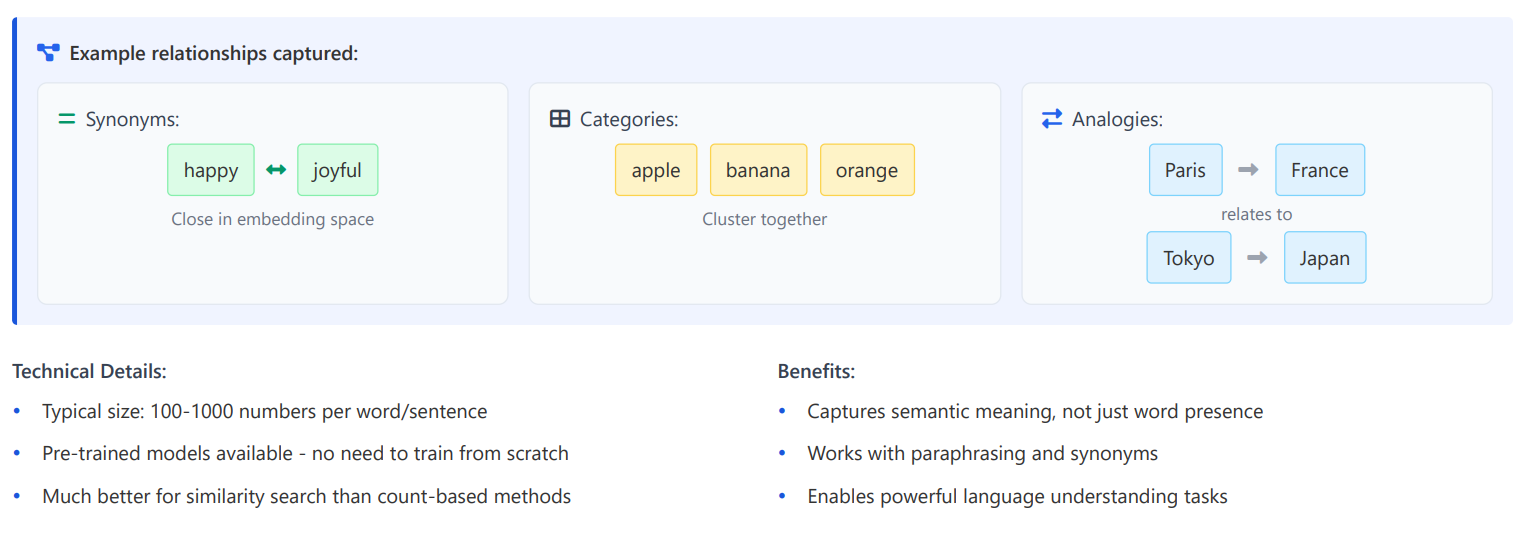 Example relationships captured:
Synonyms:
happy joyful
Close in embedding space
Categories:
apple banana orange
Cluster together
Analogies:
Paris France
relates to
Tokyo Japan
Technical Details:
• Typical size: 100-1000 numbers per word/sentence
• Pre-trained models available - no need to train from scratch
• Much better for similarity search than count-based methods
Benefits:
• Captures semantic meaning, not just word presence
• Works with paraphrasing and synonyms
• Enables powerful language understanding tasks